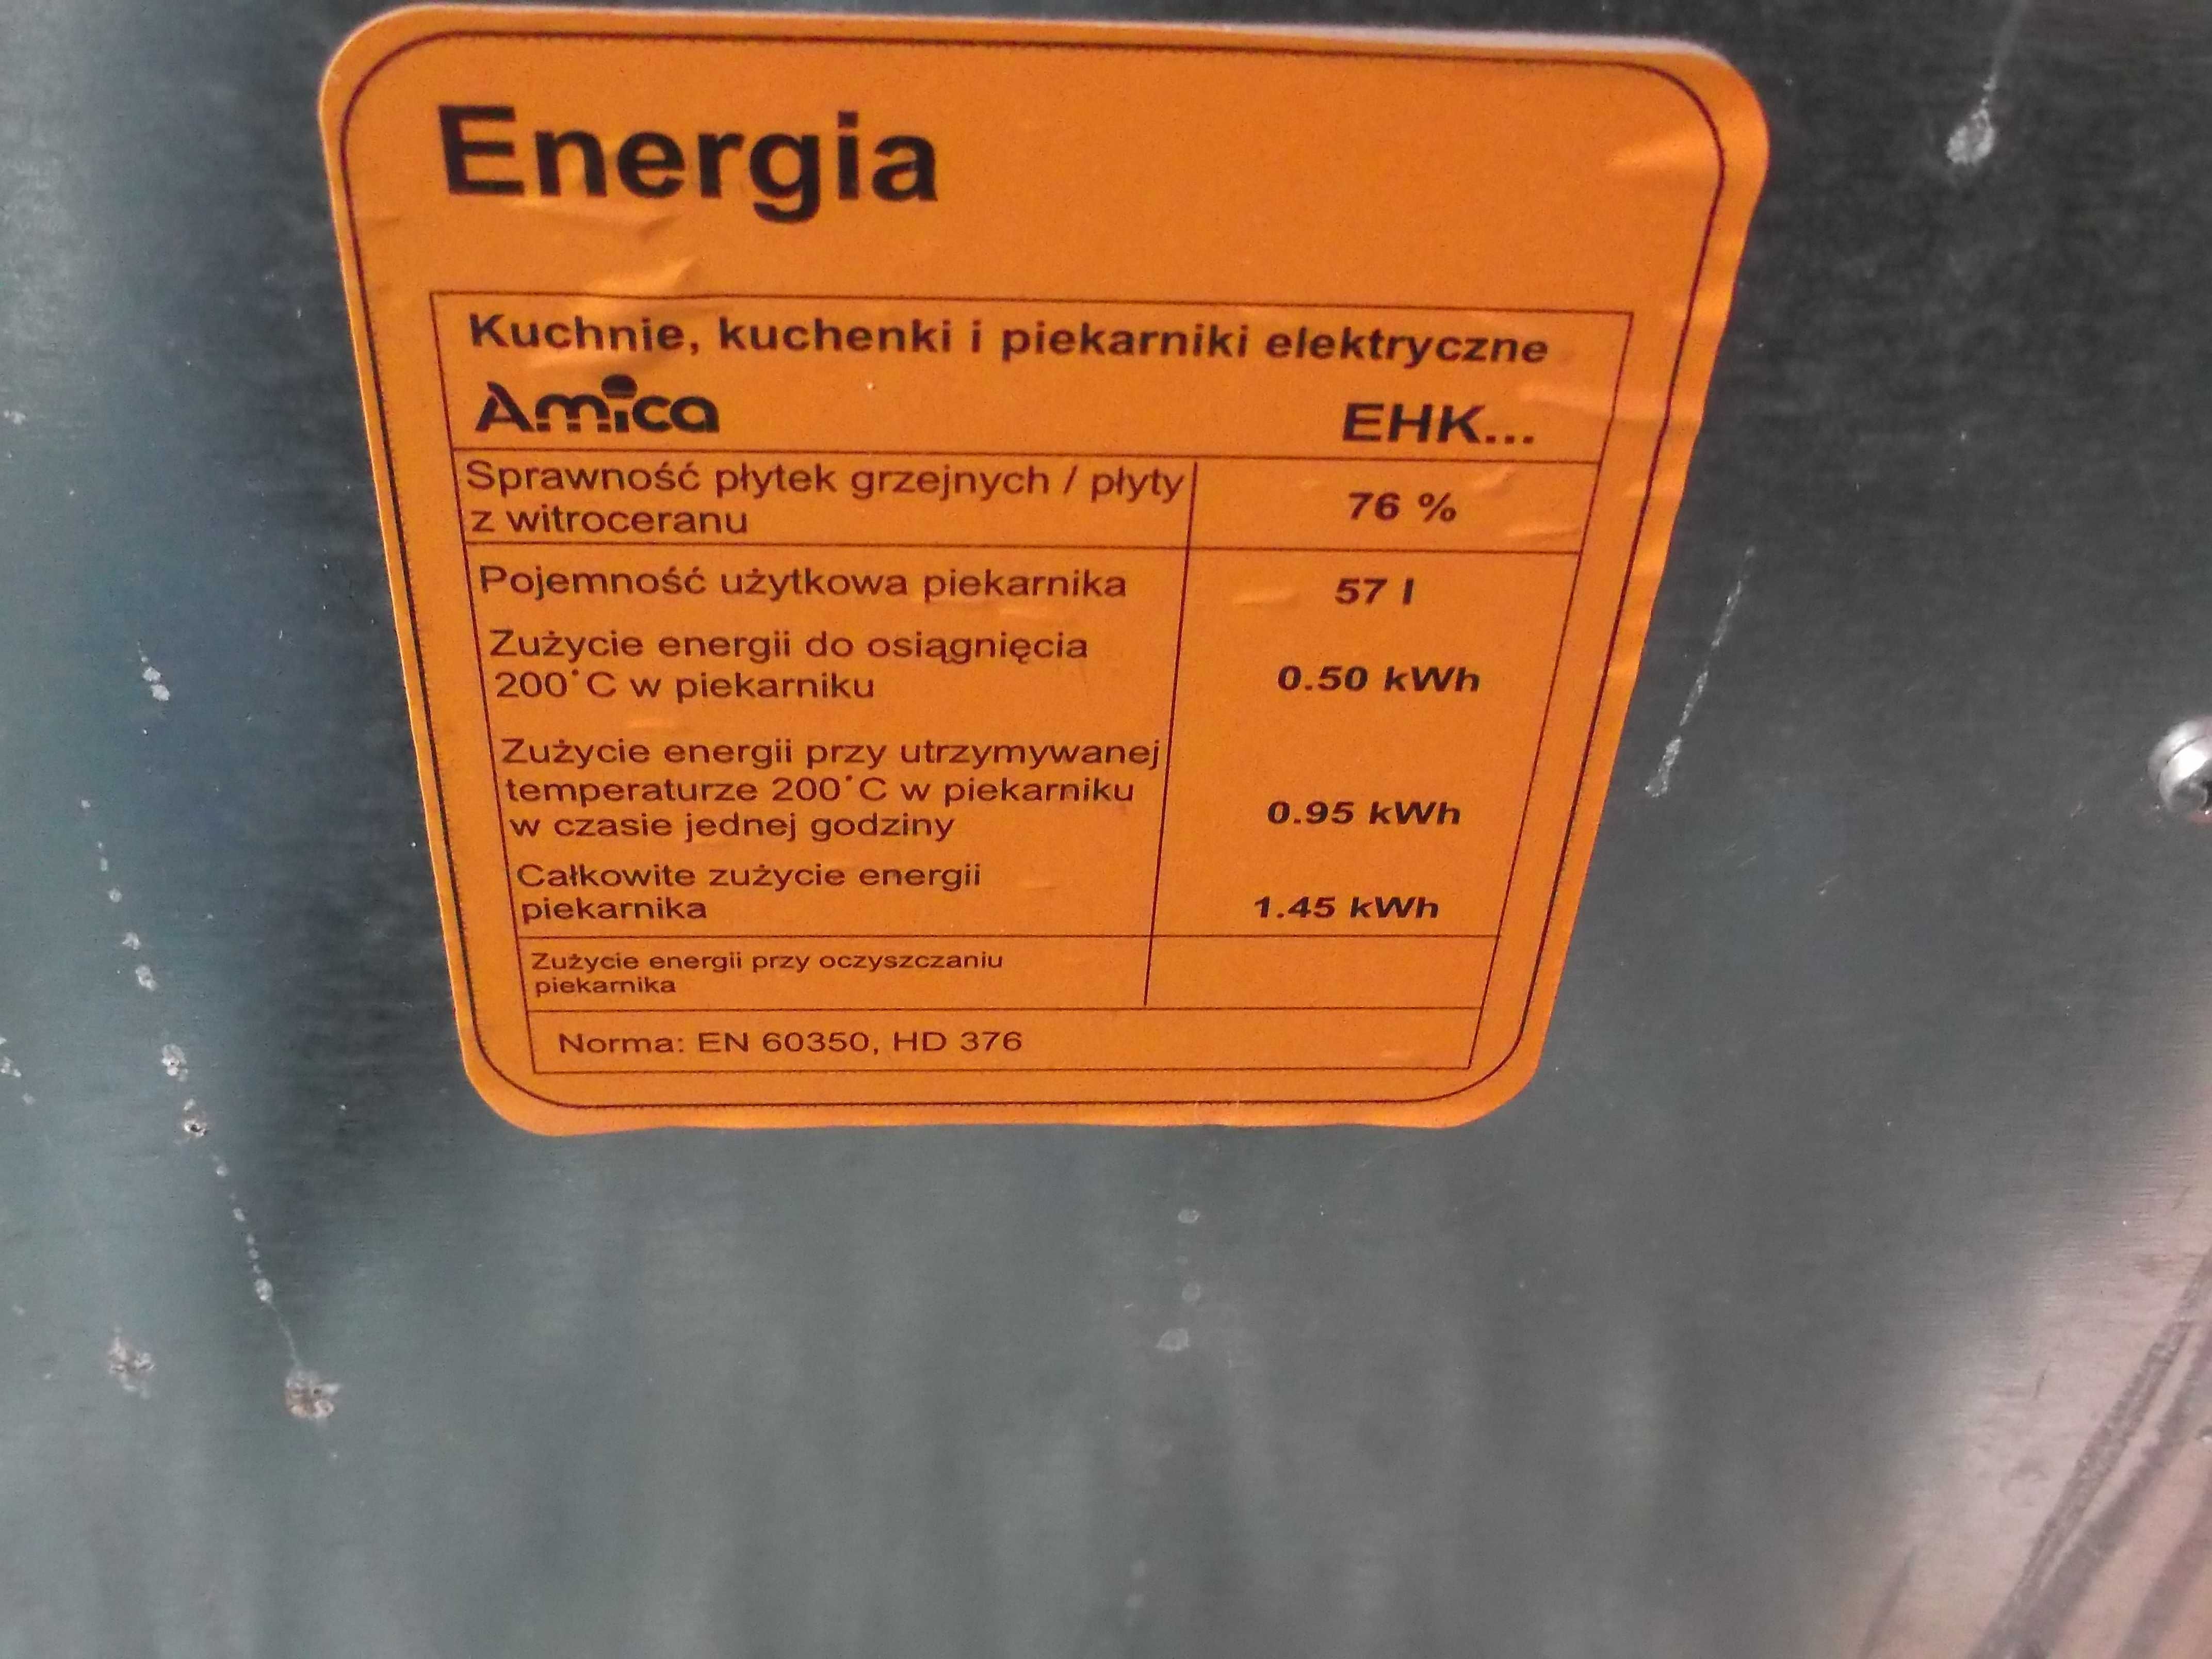 Energia
Kuchnie, kuchenki i piekarniki elektryczne
Amica EHK...
Sprawność płytek grzejnych / płyty
z witroceranu 76 %
Pojemność użytkowa piekarnika 57 l
Zużycie energii do osiągnięcia
200°C w piekarniku 0.50 kWh
Zużycie energii przy utrzymywanej
temperaturze 200°C w piekarniku
w czasie jednej godziny 0.95 kWh
Całkowite zużycie energii
piekarnika 1.45 kWh
Zużycie energii przy oczyszczaniu
piekarnika
Norma: EN 60350, HD 376